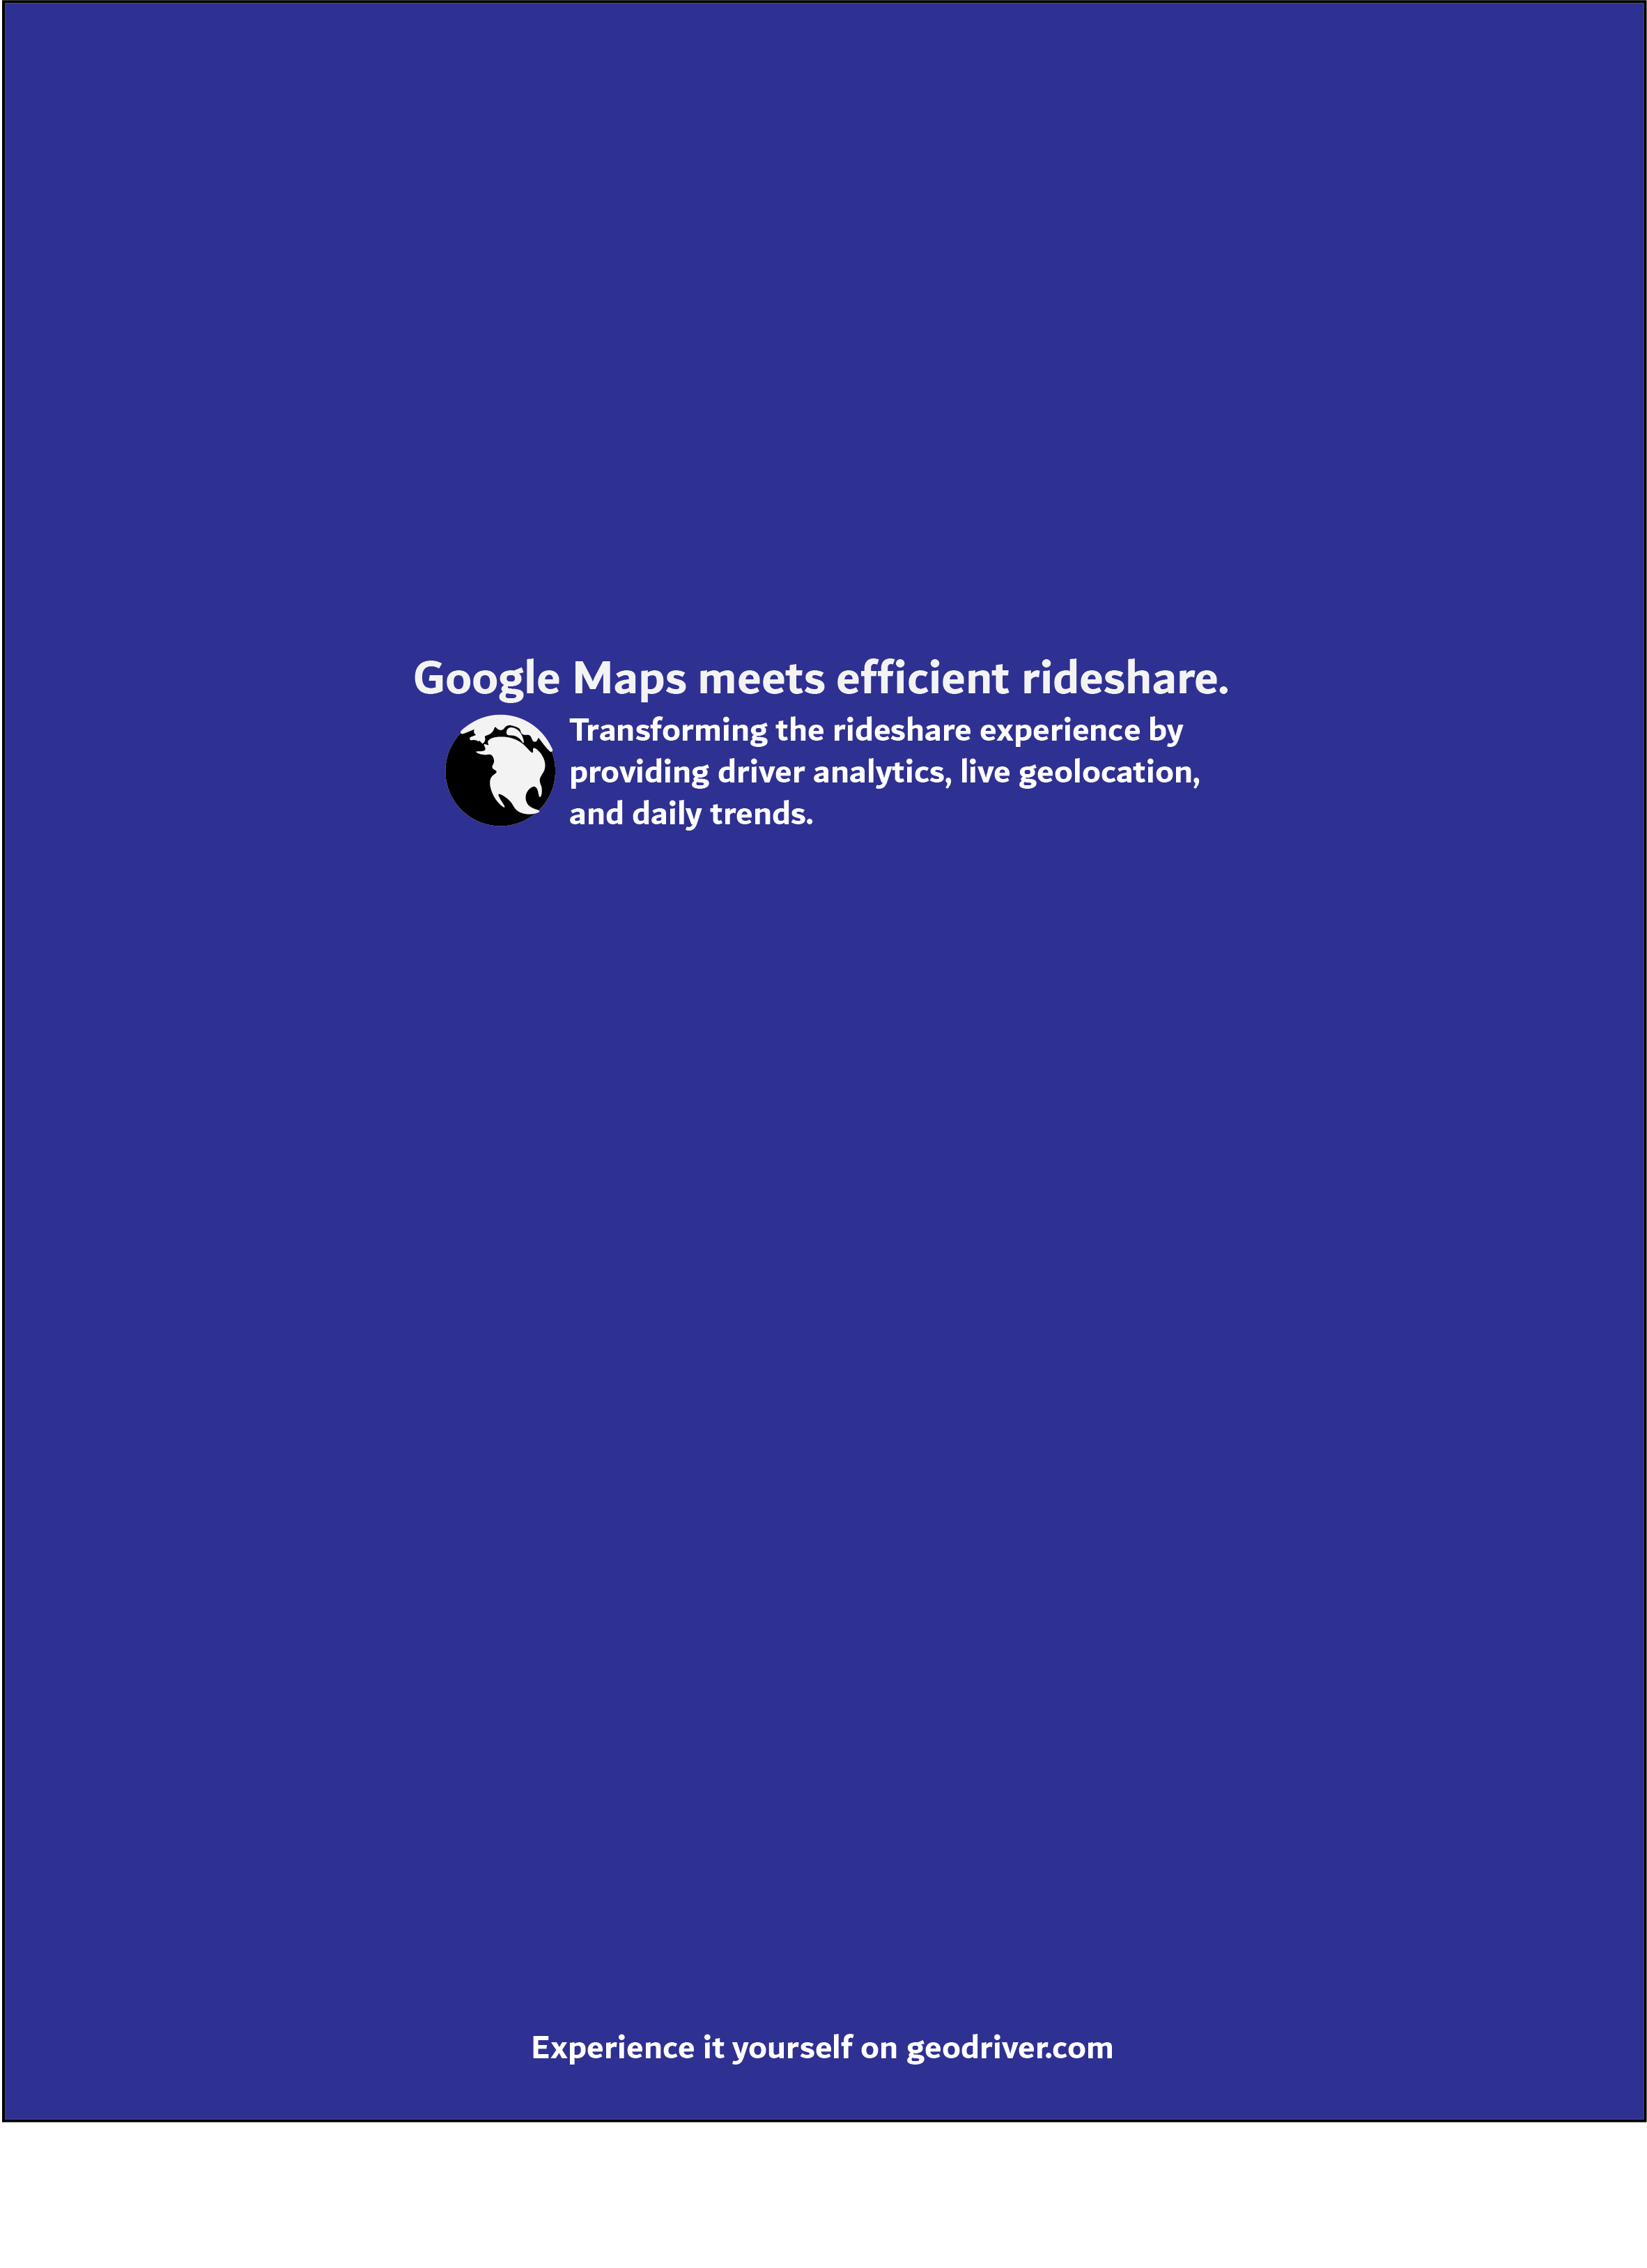 Google Maps meets efficient rideshare.
Transforming the rideshare experience by
providing driver analytics, live geolocation,
and daily trends.
Experience it yourself on geodriver.com